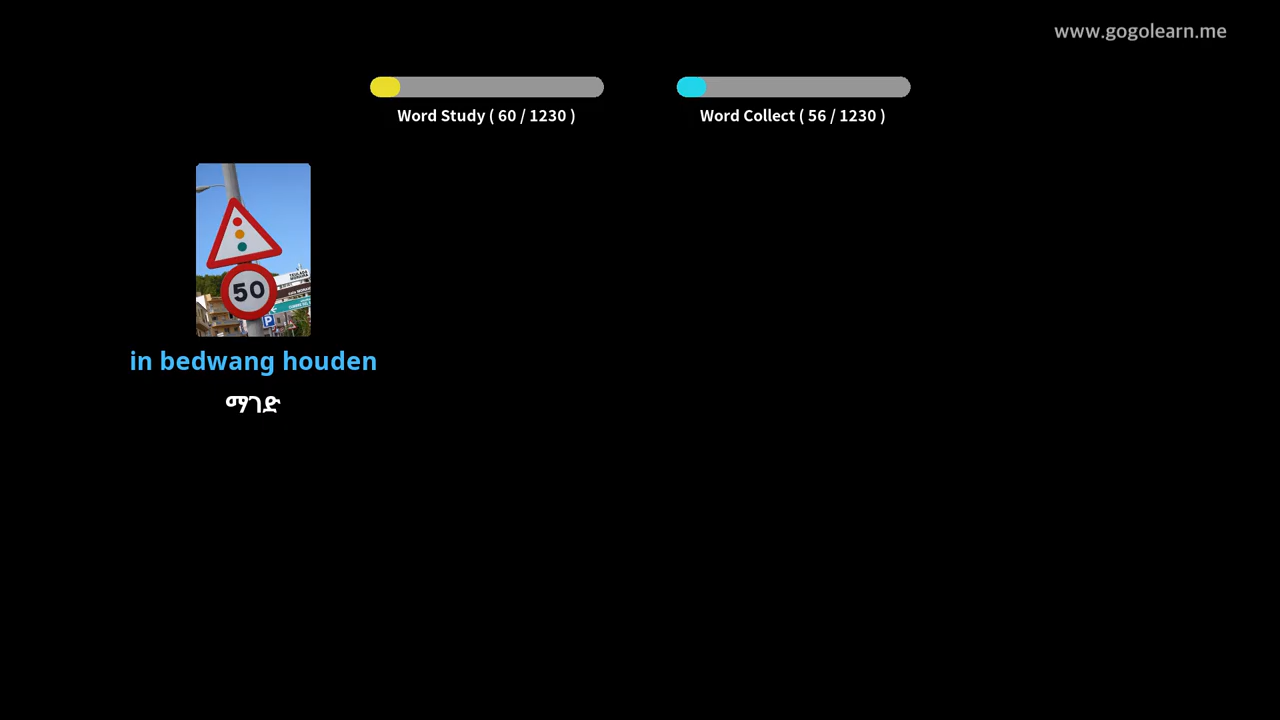 www.gogolearn.me
Word Study ( 60 / 1230 )
Word Collect ( 56 / 1230 )
50
P
in bedwang houden
ማገድ